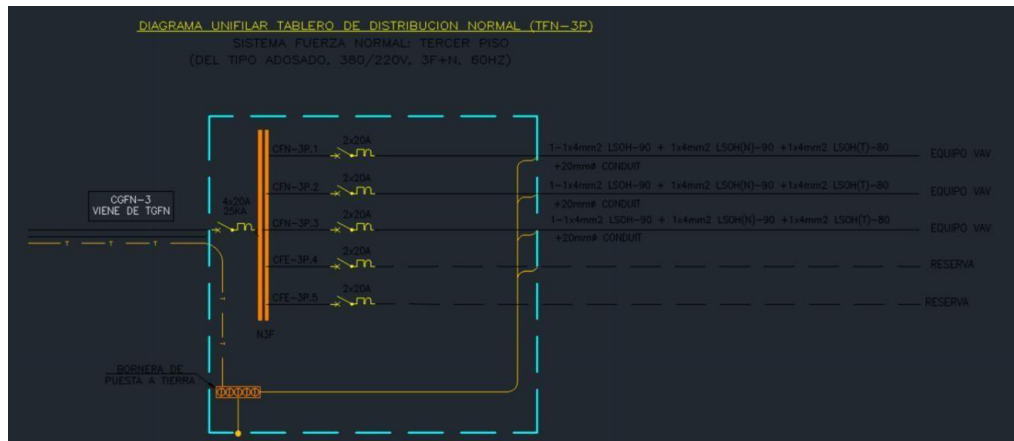 DIAGRAMA UNIFILAR TABLERO DE DISTRIBUCION NORMAL (TFN-3P)
SISTEMA FUERZA NORMAL: TERCER PISO
(DEL TIPO ADOSADO, 380/220V, 3F+N, 60HZ)
CGFN-3
VIENE DE TGFN
4x20A
25KA
CFN-3P.1
2x20A
1-1x4mm2 LSOH-90 + 1x4mm2 LSOH(N)-90 +1x4mm2 LSOH(T)-80
+20mmø CONDUIT
EQUIPO VAV
CFN-3P.2
2x20A
1-1x4mm2 LSOH-90 + 1x4mm2 LSOH(N)-90 +1x4mm2 LSOH(T)-80
+20mmø CONDUIT
EQUIPO VAV
CFN-3P.3
2x20A
1-1x4mm2 LSOH-90 + 1x4mm2 LSOH(N)-90 +1x4mm2 LSOH(T)-80
+20mmø CONDUIT
EQUIPO VAV
CFE-3P.4
2x20A
RESERVA
CFE-3P.5
2x20A
RESERVA
N3F
T T T
T
T
BORNERA DE
PUESTA A TIERRA